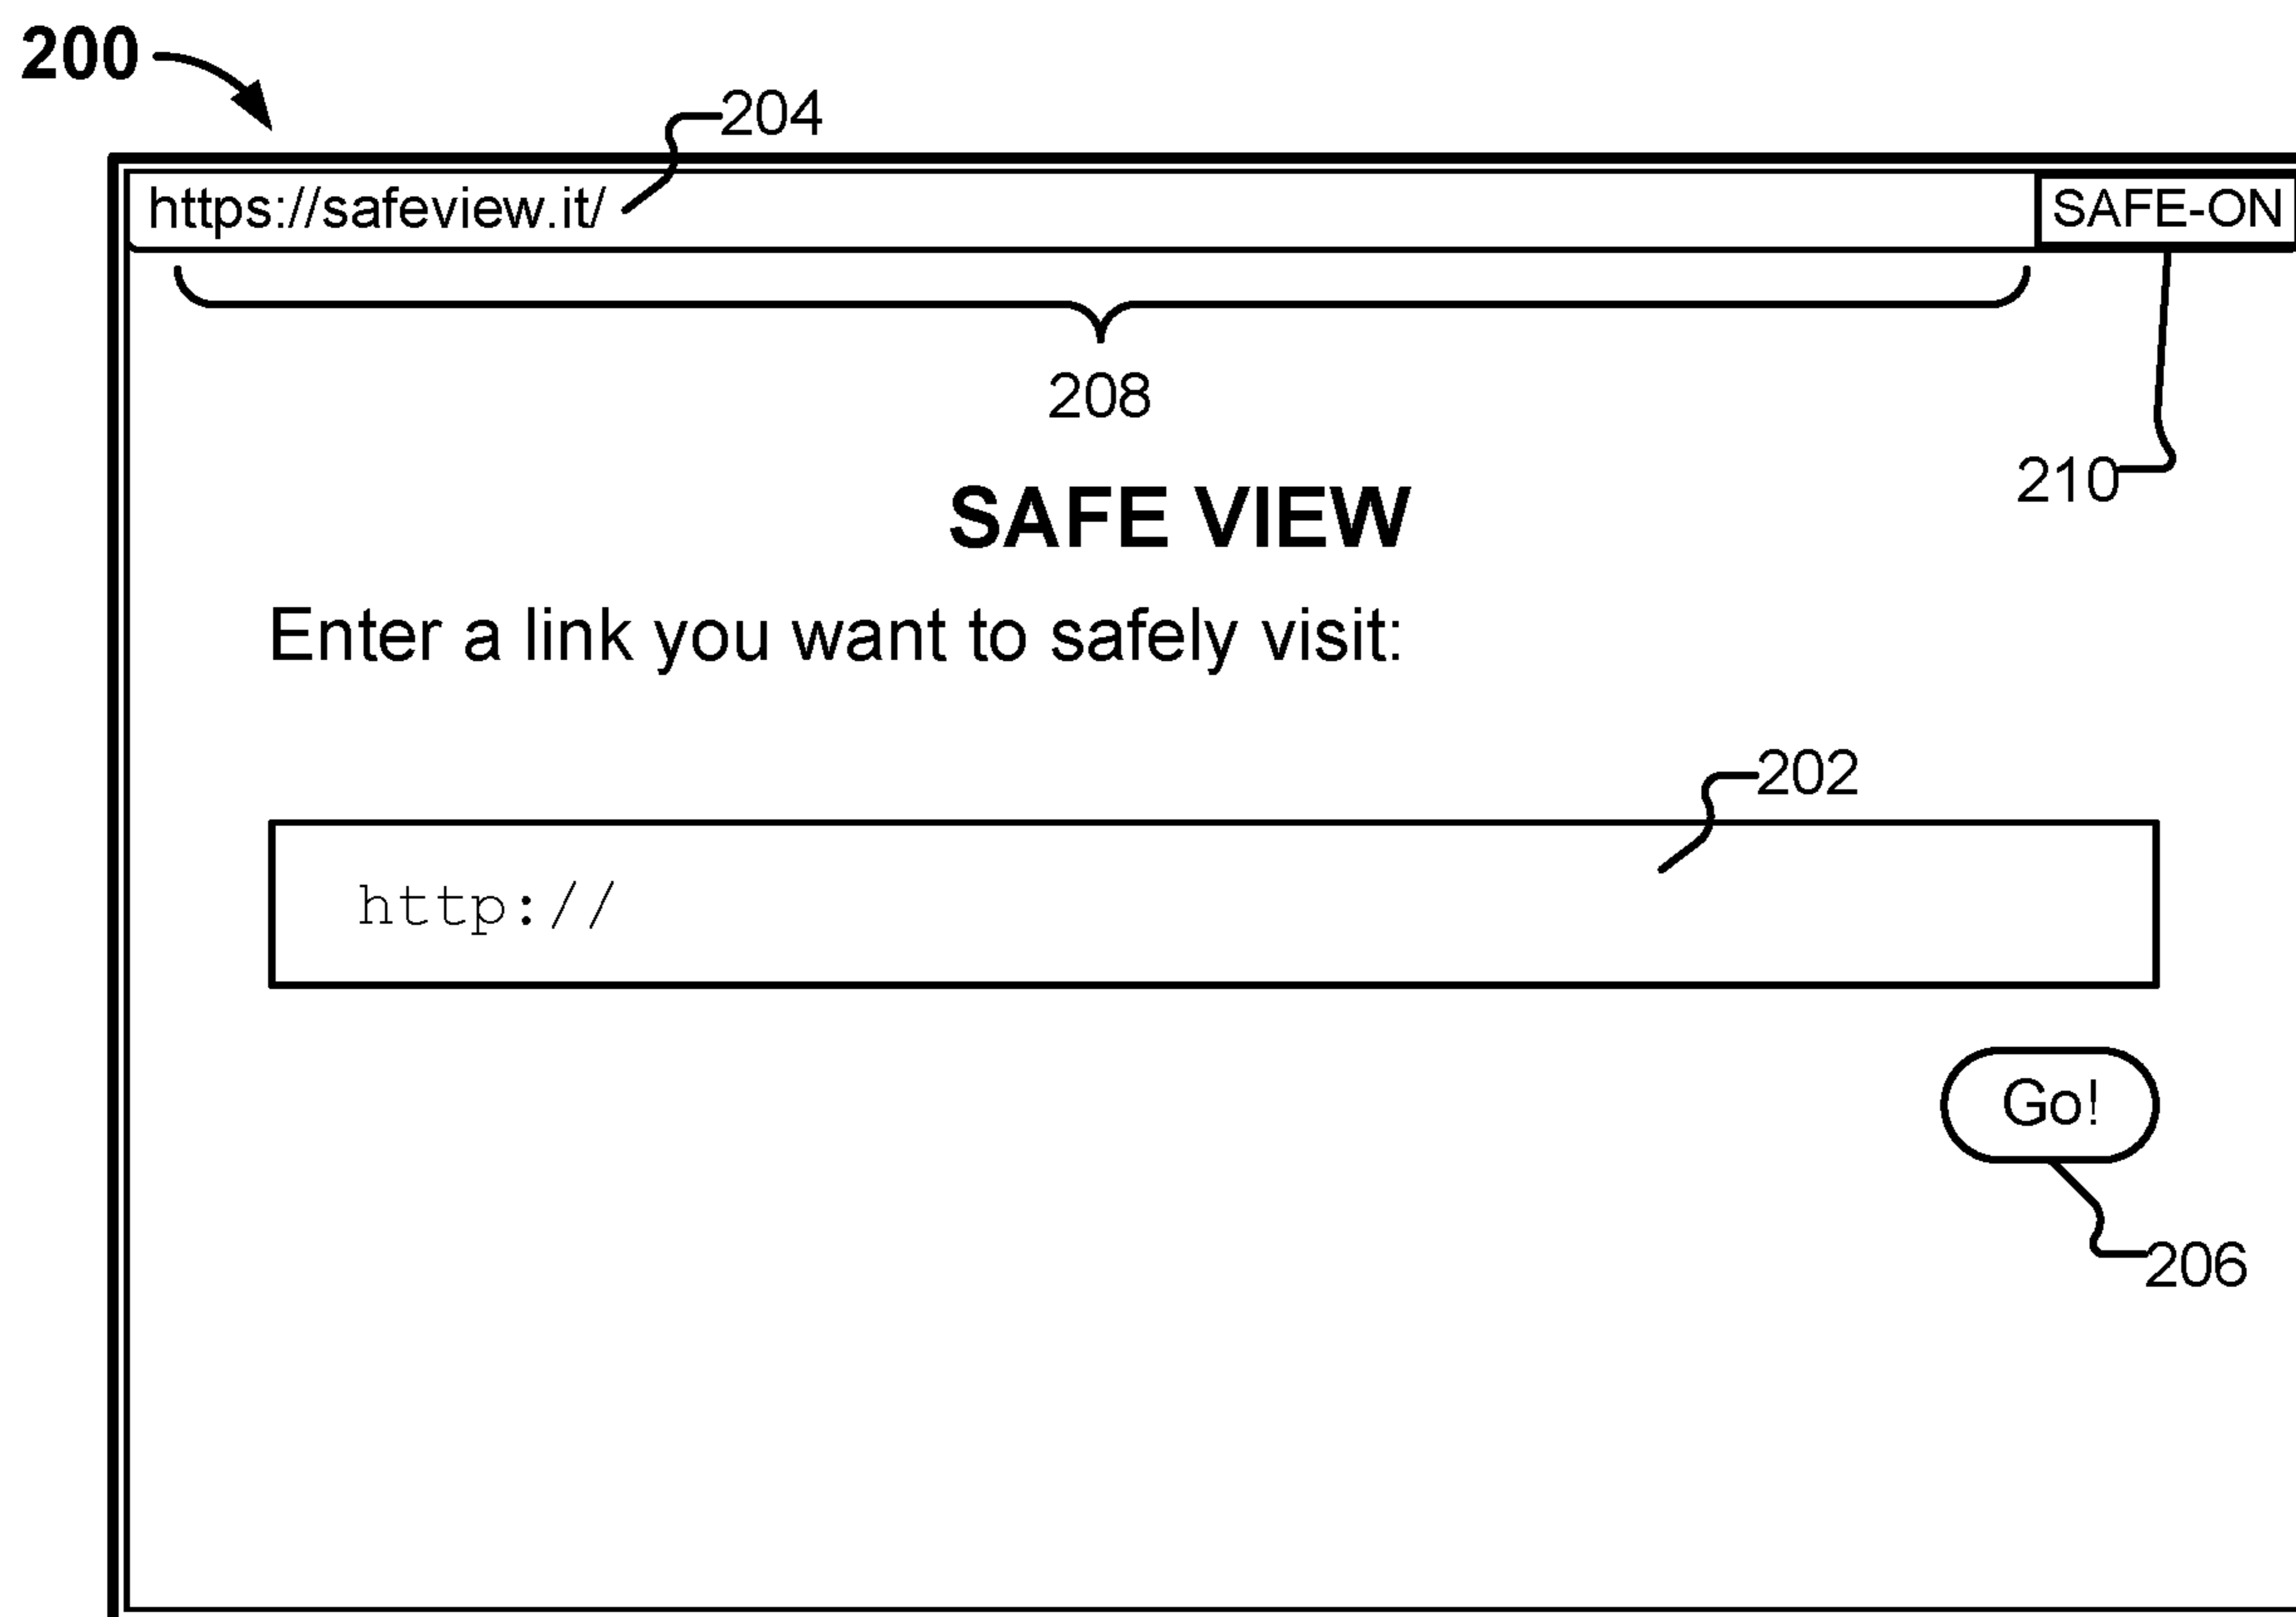 200
204
https://safeview.it/ SAFE-ON
208
210
SAFE VIEW
Enter a link you want to safely visit:
202
http://
Go!
206